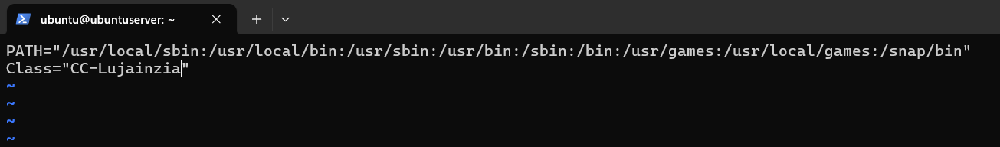 ubuntu@ubuntuserver: ~
PATH="/usr/local/sbin:/usr/local/bin:/usr/sbin:/usr/bin:/sbin:/bin:/usr/games:/usr/local/games:/snap/bin"
Class="CC-Lujainzia"
~
~
~
~